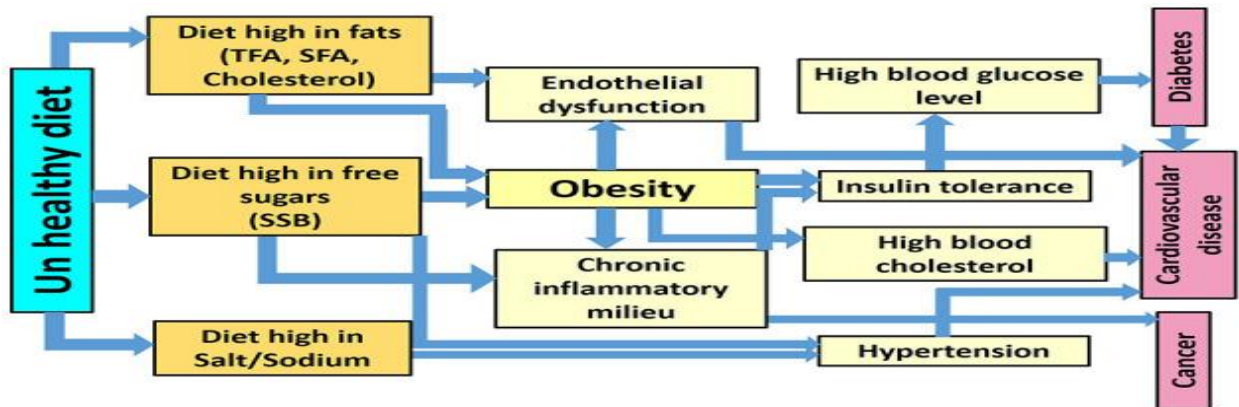 Un healthy diet
Diet high in fats
(TFA, SFA,
Cholesterol)
Diet high in free
sugars
(SSB)
Diet high in
Salt/Sodium
Endothelial
dysfunction
Obesity
Chronic
inflammatory
milieu
High blood glucose
level
Insulin tolerance
High blood
cholesterol
Hypertension
Diabetes
Cardiovascular
disease
Cancer